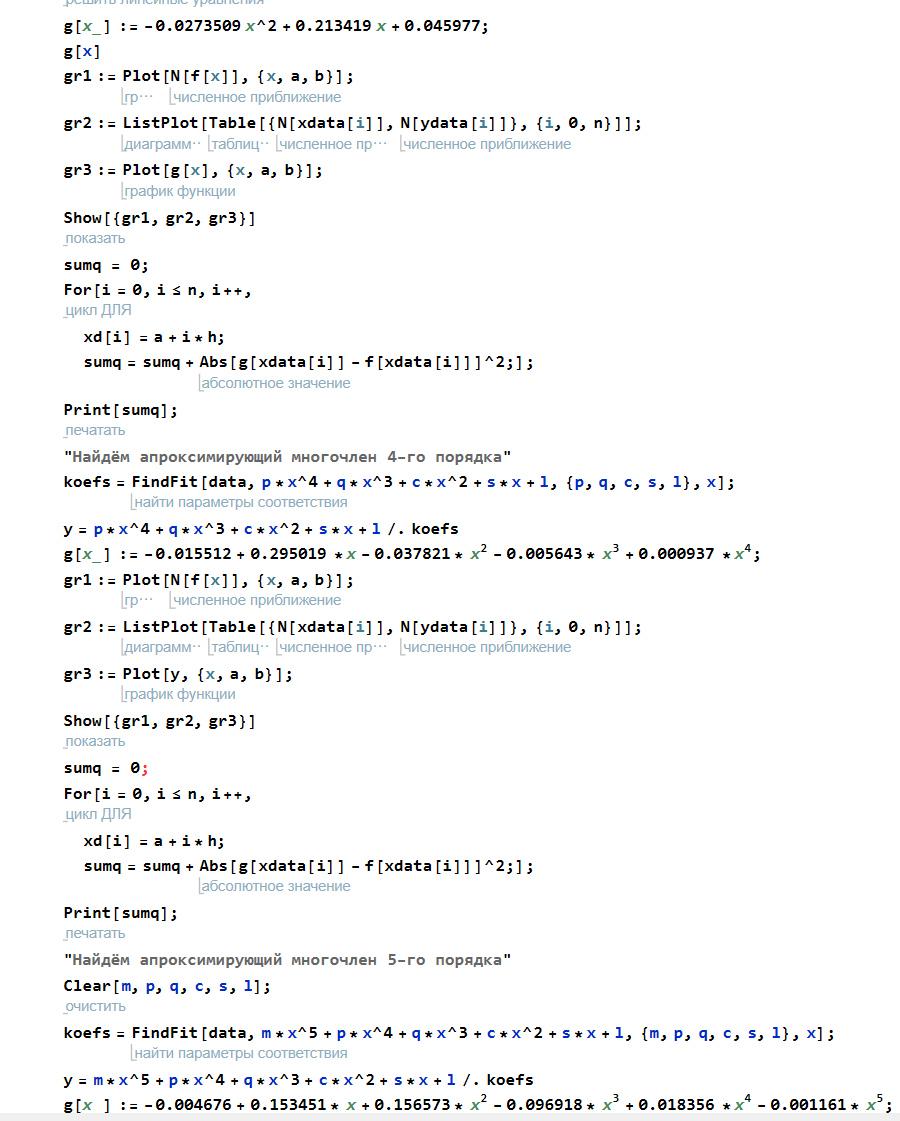 решить линейные уравнения
g[x_] := -0.0273509 x^2 + 0.213419 x + 0.045977;
g[x]
gr1 := Plot[N[f[x]], {x, a, b}];
гр··· численное приближение
gr2 := ListPlot[Table[{N[xdata[i]], N[ydata[i]]}, {i, 0, n}]];
диаграмм·· таблиц·· численное пр··· численное приближение
gr3 := Plot[g[x], {x, a, b}];
график функции
Show[{gr1, gr2, gr3}]
показать
sumq = 0;
For[i = 0, i ≤ n, i++,
цикл ДЛЯ
xd[i] = a + i * h;
sumq = sumq + Abs[g[xdata[i]] - f[xdata[i]]]^2;];
абсолютное значение
Print[sumq];
печатать
"Найдём апроксимирующий многочлен 4-го порядка"
koefs = FindFit[data, p * x^4 + q * x^3 + c * x^2 + s * x + l, {p, q, c, s, l}, x];
найти параметры соответствия
y = p * x^4 + q * x^3 + c * x^2 + s * x + l /. koefs
g[x_] := -0.015512 + 0.295019 * x - 0.037821 * x² - 0.005643 * x³ + 0.000937 * x⁴;
gr1 := Plot[N[f[x]], {x, a, b}];
гр··· численное приближение
gr2 := ListPlot[Table[{N[xdata[i]], N[ydata[i]]}, {i, 0, n}]];
диаграмм·· таблиц·· численное пр··· численное приближение
gr3 := Plot[y, {x, a, b}];
график функции
Show[{gr1, gr2, gr3}]
показать
sumq = 0;
For[i = 0, i ≤ n, i++,
цикл ДЛЯ
xd[i] = a + i * h;
sumq = sumq + Abs[g[xdata[i]] - f[xdata[i]]]^2;];
абсолютное значение
Print[sumq];
печатать
"Найдём апроксимирующий многочлен 5-го порядка"
Clear[m, p, q, c, s, l];
очистить
koefs = FindFit[data, m * x^5 + p * x^4 + q * x^3 + c * x^2 + s * x + l, {m, p, q, c, s, l}, x];
найти параметры соответствия
y = m * x^5 + p * x^4 + q * x^3 + c * x^2 + s * x + l /. koefs
g[x_] := -0.004676 + 0.153451 * x + 0.156573 * x² - 0.096918 * x³ + 0.018356 * x⁴ - 0.001161 * x⁵;